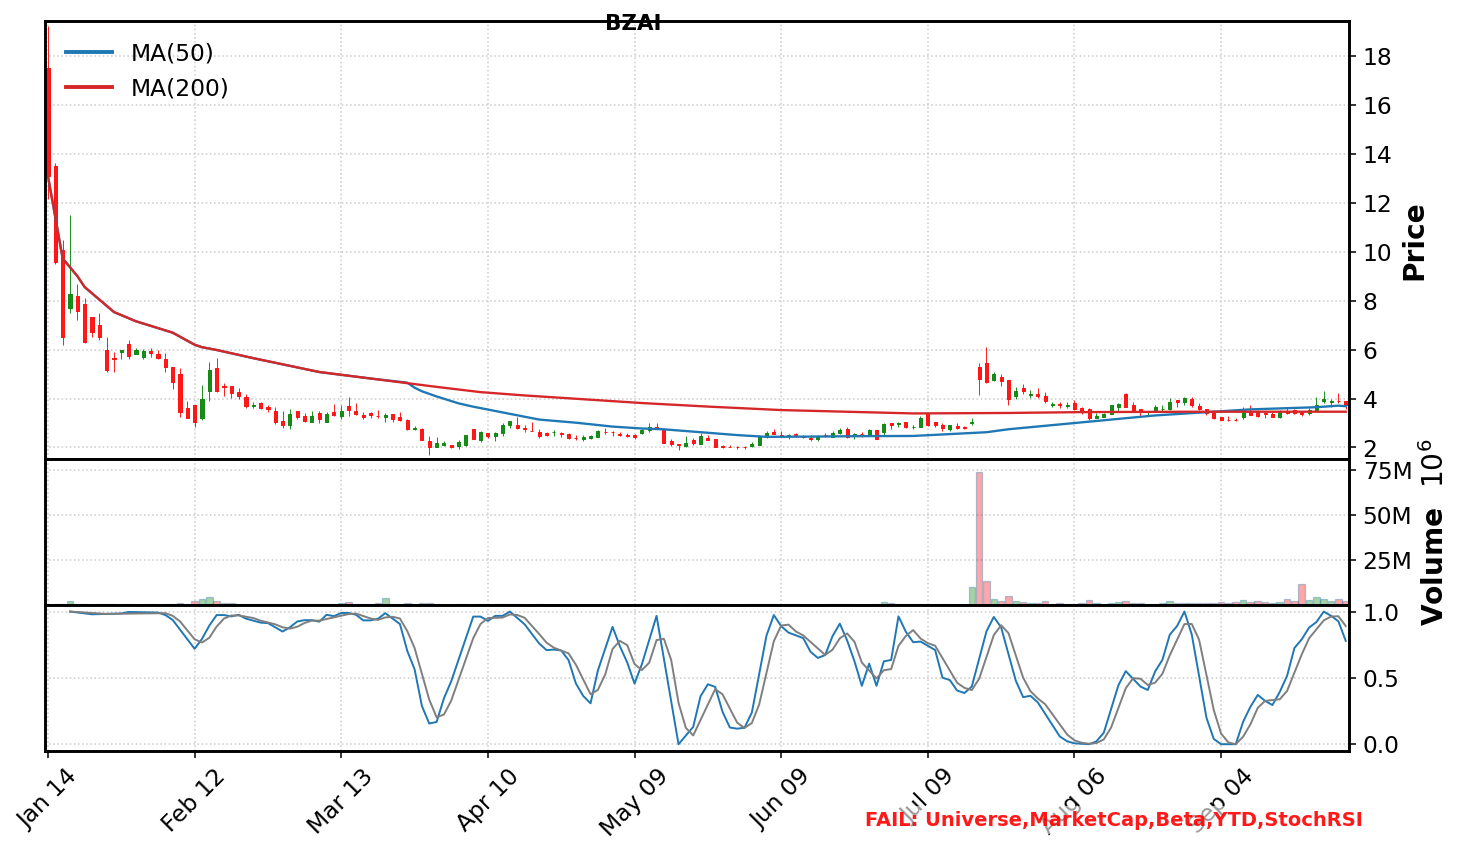 BZAI
MA(50)
MA(200)
18
16
14
12
10
8
6
4
2
Price
75M
50M
25M
Volume 10^6
1.0
0.5
0.0
Jan 14
Feb 12
Mar 13
Apr 10
May 09
Jun 09
Jul 09
Aug 06
Sep 04
FAIL: Universe,MarketCap,Beta,YTD,StochRSI